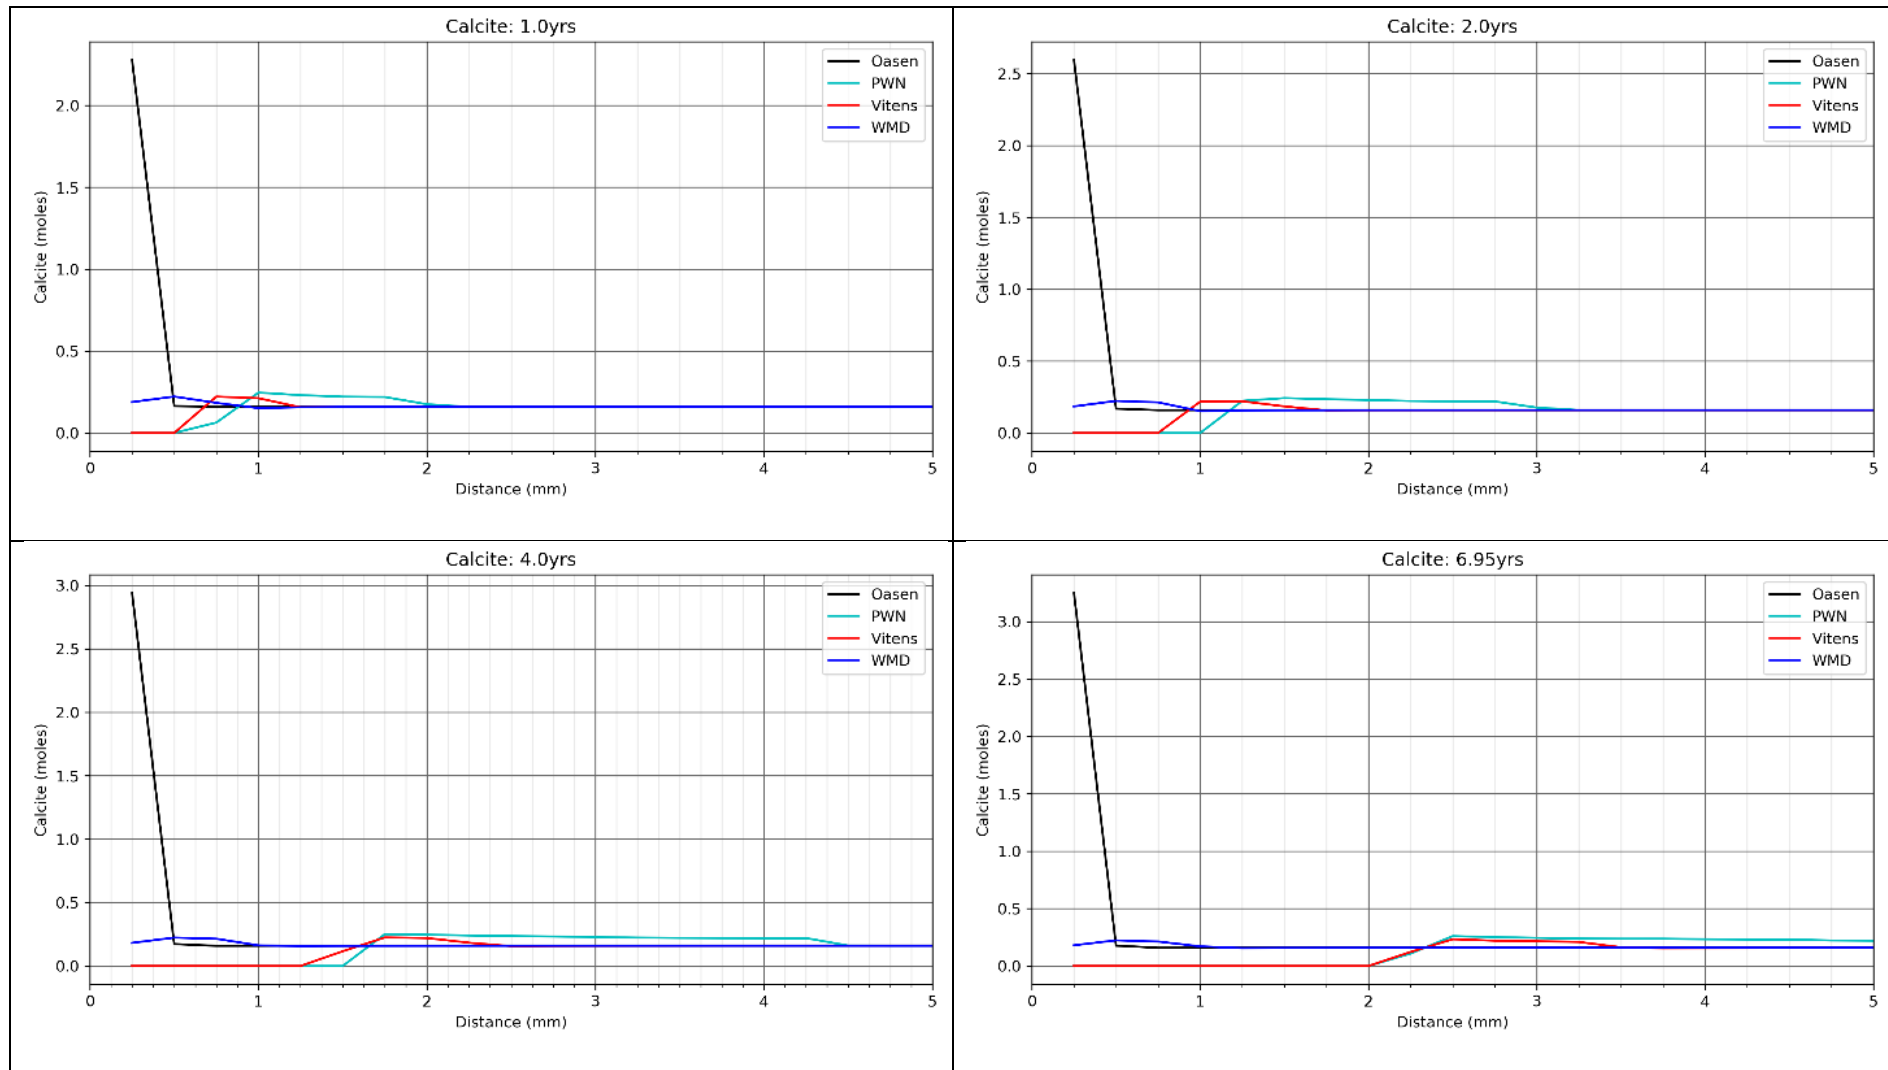 Calcite: 1.0yrs
Oasen
PWN
Vitens
WMD
2.0
1.5
1.0
0.5
0.0
Calcite (moles)
0 1 2 3 4 5
Distance (mm)
Calcite: 2.0yrs
Oasen
PWN
Vitens
WMD
2.5
2.0
1.5
1.0
0.5
0.0
Calcite (moles)
0 1 2 3 4 5
Distance (mm)
Calcite: 4.0yrs
Oasen
PWN
Vitens
WMD
3.0
2.5
2.0
1.5
1.0
0.5
0.0
Calcite (moles)
0 1 2 3 4 5
Distance (mm)
Calcite: 6.95yrs
Oasen
PWN
Vitens
WMD
3.0
2.5
2.0
1.5
1.0
0.5
0.0
Calcite (moles)
0 1 2 3 4 5
Distance (mm)